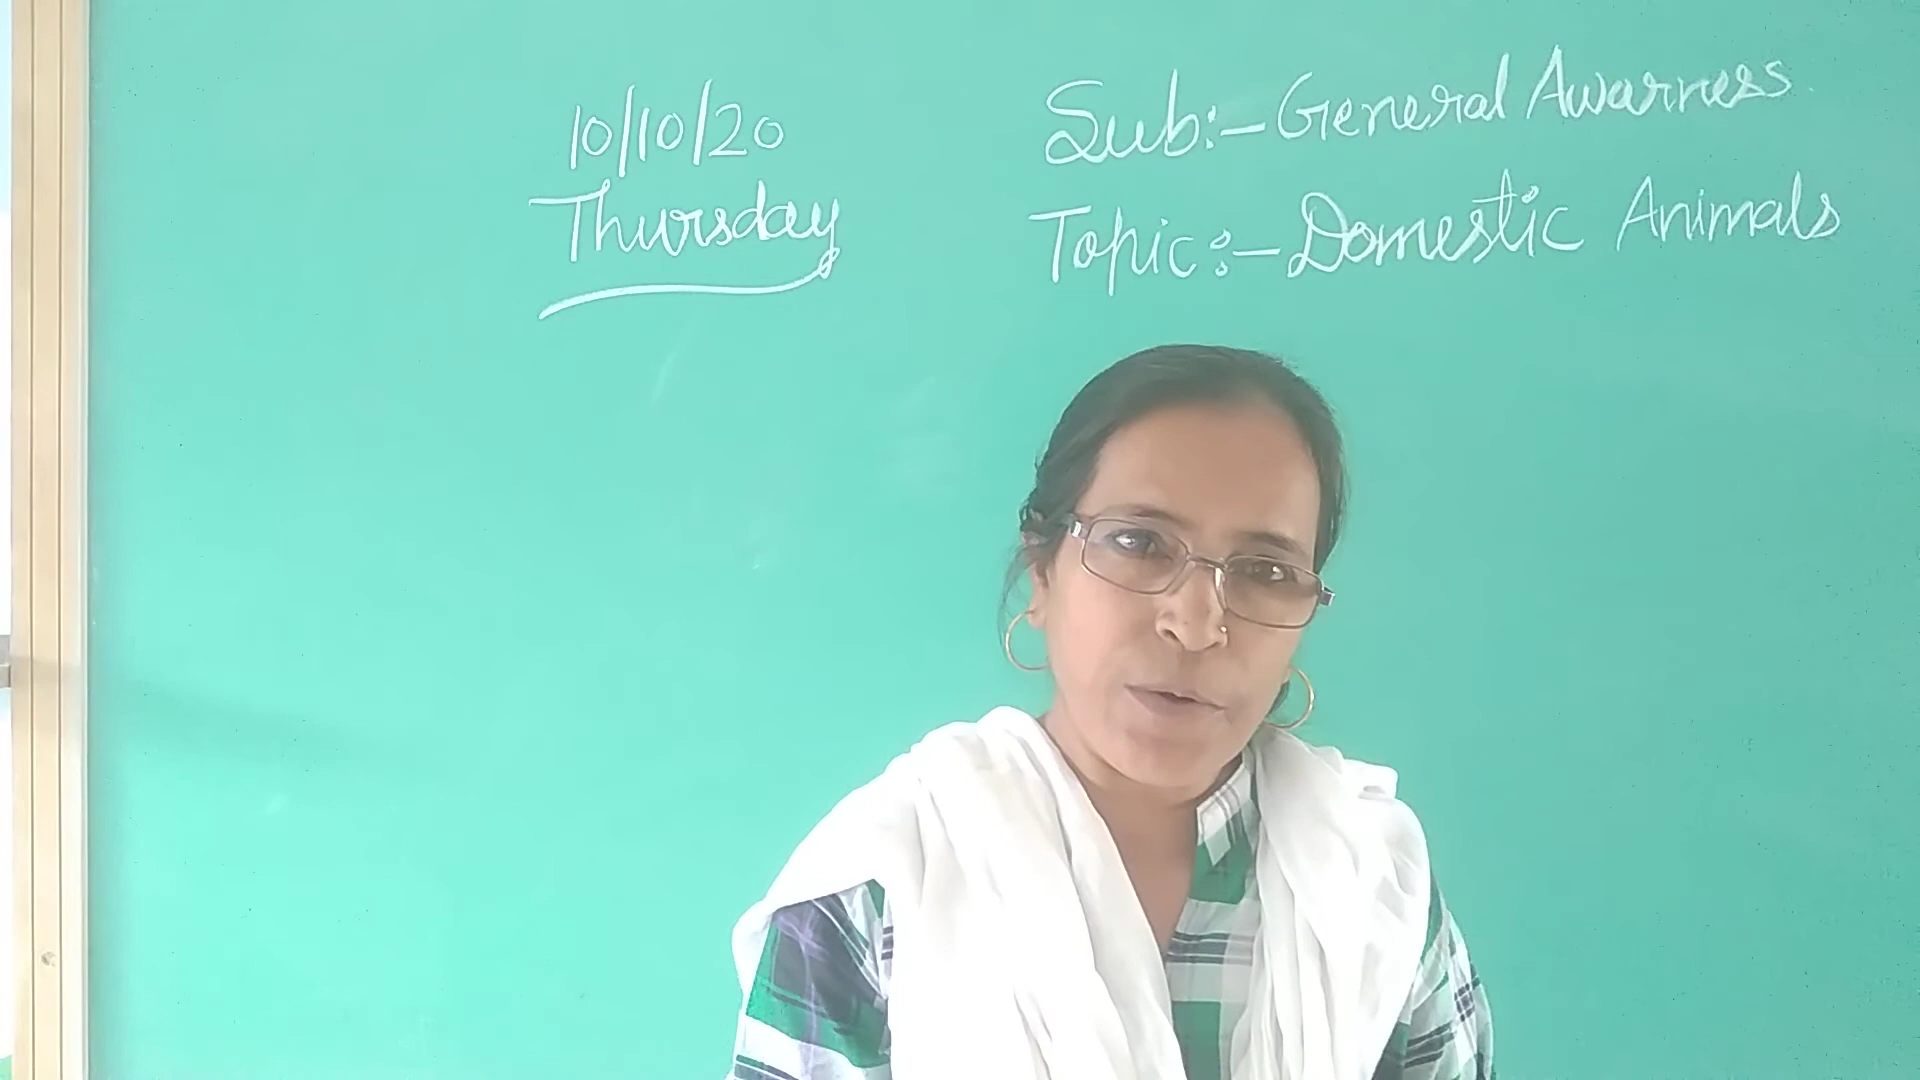 10/10/20
Thursday
Sub:- General Awarness
Topic:- Domestic Animals